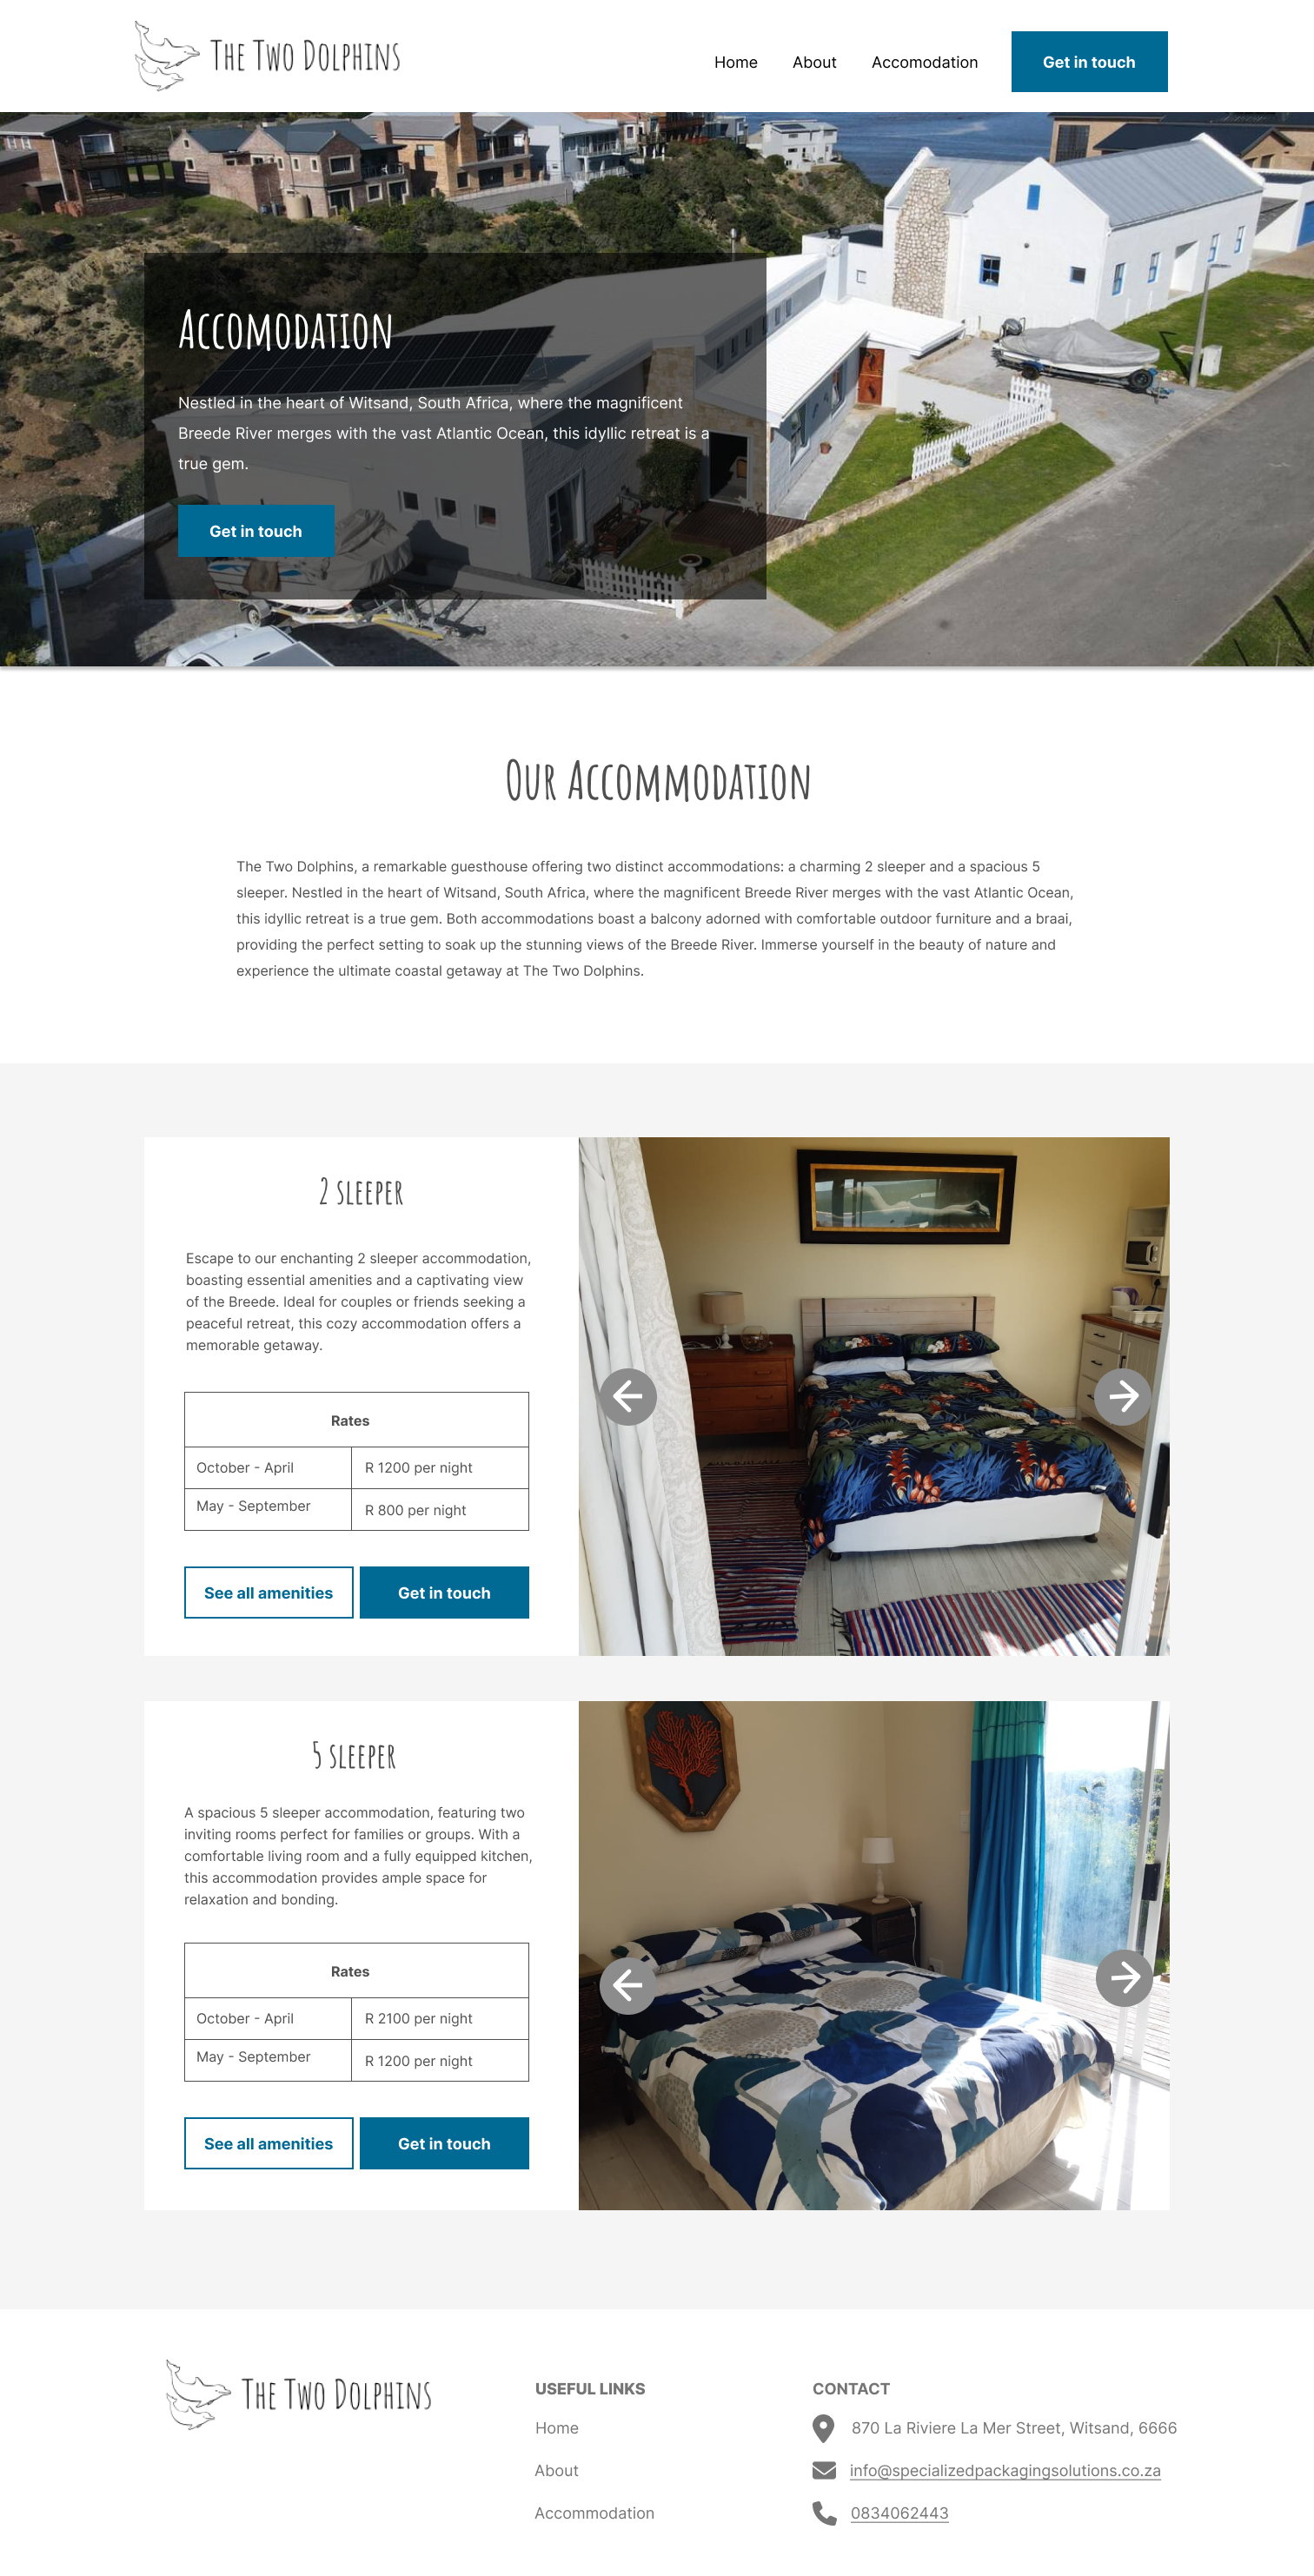 The Two Dolphins
Home About Accomodation Get in touch
Accomodation
Nestled in the heart of Witsand, South Africa, where the magnificent
Breede River merges with the vast Atlantic Ocean, this idyllic retreat is a
true gem.
Get in touch
Our Accommodation
The Two Dolphins, a remarkable guesthouse offering two distinct accommodations: a charming 2 sleeper and a spacious 5
sleeper. Nestled in the heart of Witsand, South Africa, where the magnificent Breede River merges with the vast Atlantic Ocean,
this idyllic retreat is a true gem. Both accommodations boast a balcony adorned with comfortable outdoor furniture and a braai,
providing the perfect setting to soak up the stunning views of the Breede River. Immerse yourself in the beauty of nature and
experience the ultimate coastal getaway at The Two Dolphins.
2 sleeper
Escape to our enchanting 2 sleeper accommodation,
boasting essential amenities and a captivating view
of the Breede. Ideal for couples or friends seeking a
peaceful retreat, this cozy accommodation offers a
memorable getaway.
Rates
October - April R 1200 per night
May - September R 800 per night
See all amenities Get in touch
5 sleeper
A spacious 5 sleeper accommodation, featuring two
inviting rooms perfect for families or groups. With a
comfortable living room and a fully equipped kitchen,
this accommodation provides ample space for
relaxation and bonding.
Rates
October - April R 2100 per night
May - September R 1200 per night
See all amenities Get in touch
The Two Dolphins
USEFUL LINKS
Home
About
Accommodation
CONTACT
870 La Riviere La Mer Street, Witsand, 6666
info@specializedpackagingsolutions.co.za
0834062443